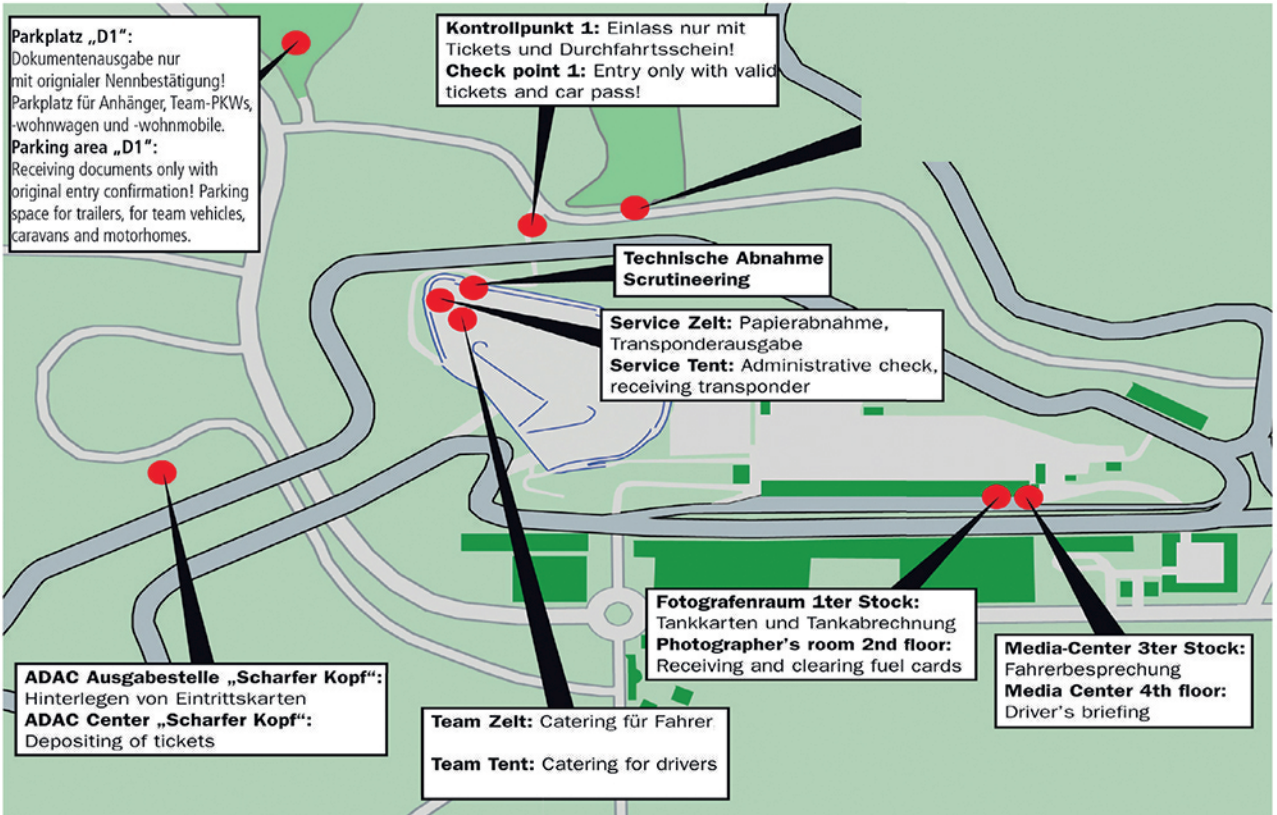 Parkplatz „D1“:
Dokumentenausgabe nur
mit orignialer Nennbestätigung!
Parkplatz für Anhänger, Team-PKWs,
-wohnwagen und -wohnmobile.
Parking area „D1“:
Receiving documents only with
original entry confirmation! Parking
space for trailers, for team vehicles,
caravans and motorhomes.
Kontrollpunkt 1: Einlass nur mit
Tickets und Durchfahrtsschein!
Check point 1: Entry only with valid
tickets and car pass!
Technische Abnahme
Scrutineering
Service Zelt: Papierabnahme,
Transponderausgabe
Service Tent: Administrative check,
receiving transponder
Fotografenraum 1ter Stock:
Tankkarten und Tankabrechnung
Photographer's room 2nd floor:
Receiving and clearing fuel cards
Media-Center 3ter Stock:
Fahrerbesprechung
Media Center 4th floor:
Driver's briefing
ADAC Ausgabestelle „Scharfer Kopf“:
Hinterlegen von Eintrittskarten
ADAC Center „Scharfer Kopf“:
Depositing of tickets
Team Zelt: Catering für Fahrer
Team Tent: Catering for drivers